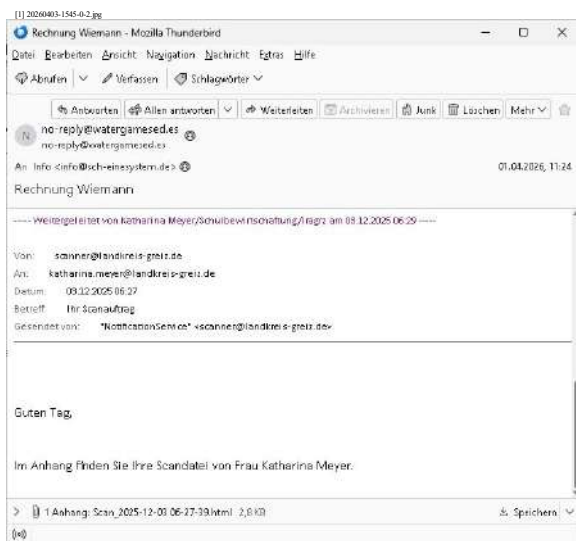 [1] 20260403-1545-0-2.jpg
Rechnung Wiemann - Mozilla Thunderbird
Datei Bearbeiten Ansicht Navigation Nachricht Extras Hilfe
Abrufen Verfassen Schlagwörter
Antworten Allen antworten Weiterleiten Archivieren Junk Löschen Mehr
N no-reply@watergamesed.es
no-reply@watergamesed.es
An Info <info@sch-einesystem.de> 01.04.2026, 11:24
Rechnung Wiemann
----- Weitergeleitet von Katharina Meyer/Schulbewirtschaftung/ am 03.12.2025 06:29 -----
Von: scanner@landkreis-greiz.de
An: katharina.meyer@landkreis-greiz.de
Datum: 03.12.2025 06:27
Betreff: Ihr Scanauftrag
Gesendet von: "NotificationService" <scanner@landkreis-greiz.de>
Guten Tag,
Im Anhang finden Sie Ihre Scandatei von Frau Katharina Meyer.
1 Anhang: Scan_2025-12-03 06-27-39.html 2,8 KB Speichern